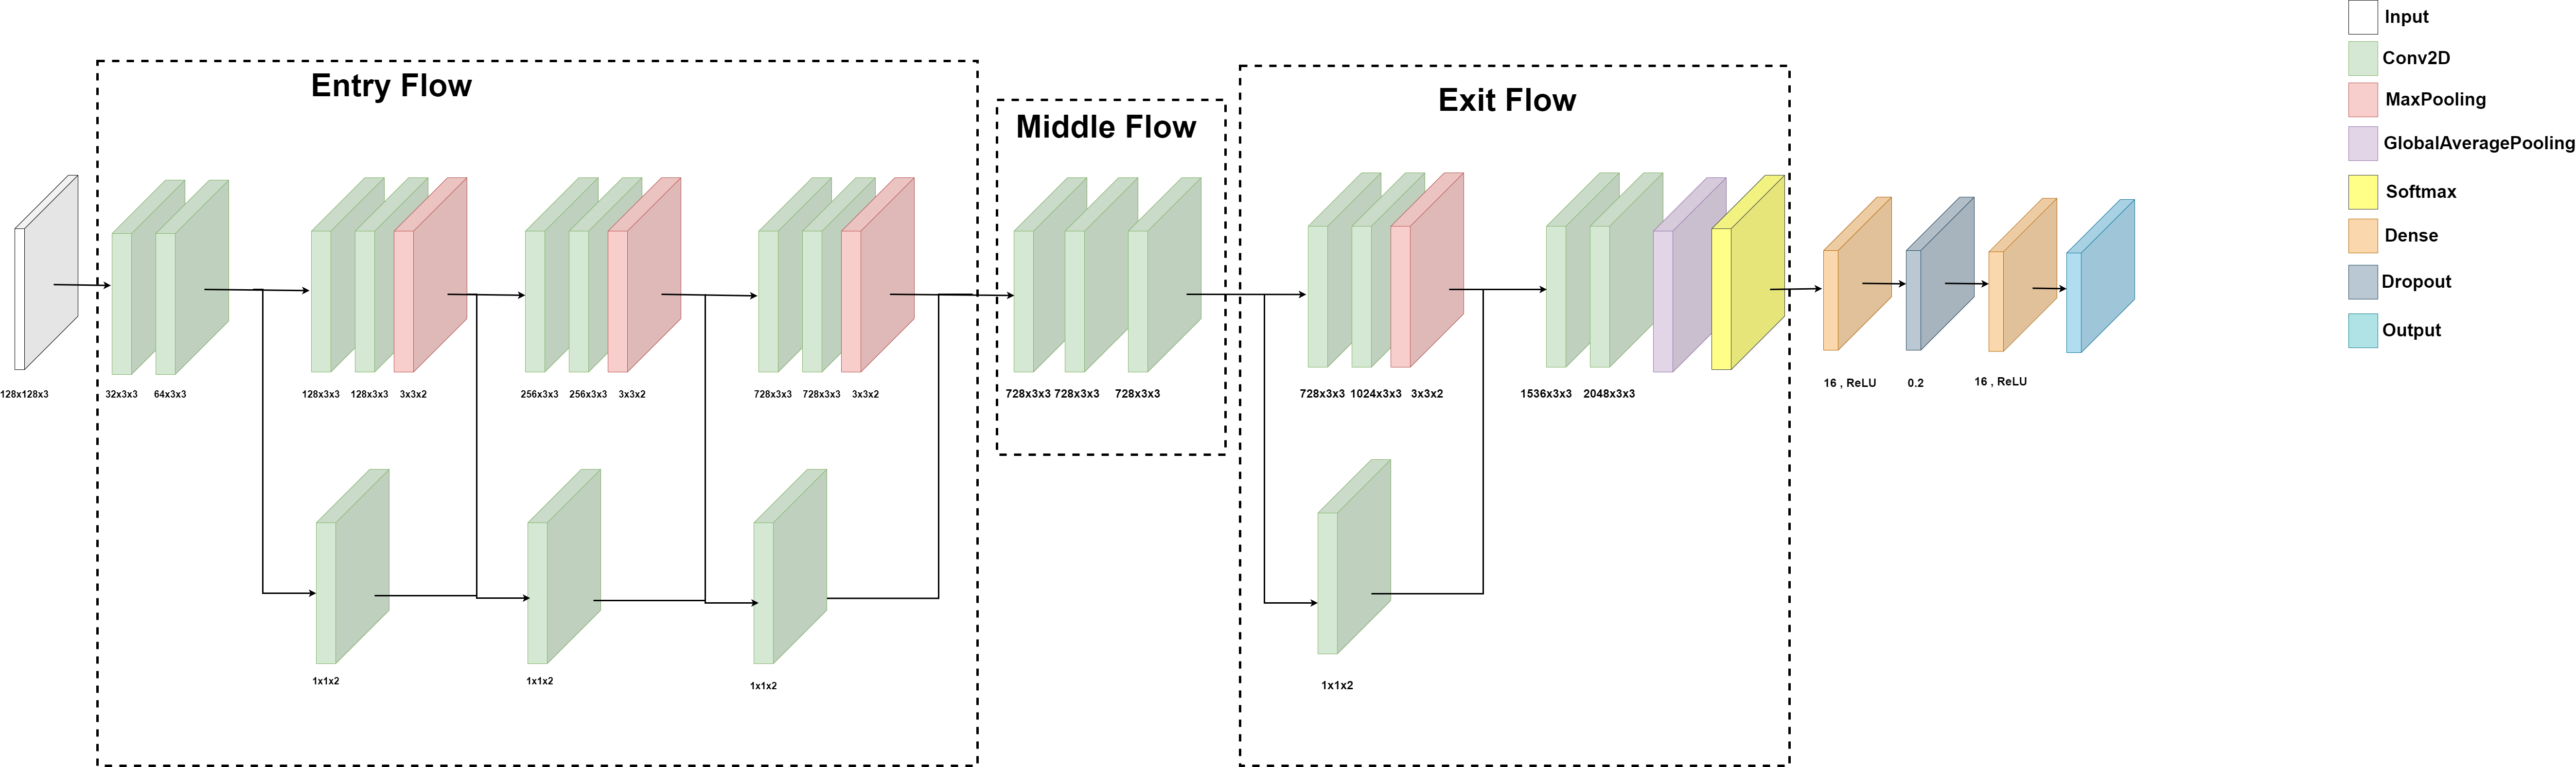 Entry Flow
Middle Flow
Exit Flow
128x128x3
32x3x3
64x3x3
128x3x3
128x3x3
3x3x2
256x3x3
256x3x3
3x3x2
728x3x3
728x3x3
3x3x2
728x3x3
728x3x3
728x3x3
728x3x3
1024x3x3
3x3x2
1536x3x3
2048x3x3
16 , ReLU
0.2
16 , ReLU
1x1x2
1x1x2
1x1x2
1x1x2
Input
Conv2D
MaxPooling
GlobalAveragePooling
Softmax
Dense
Dropout
Output